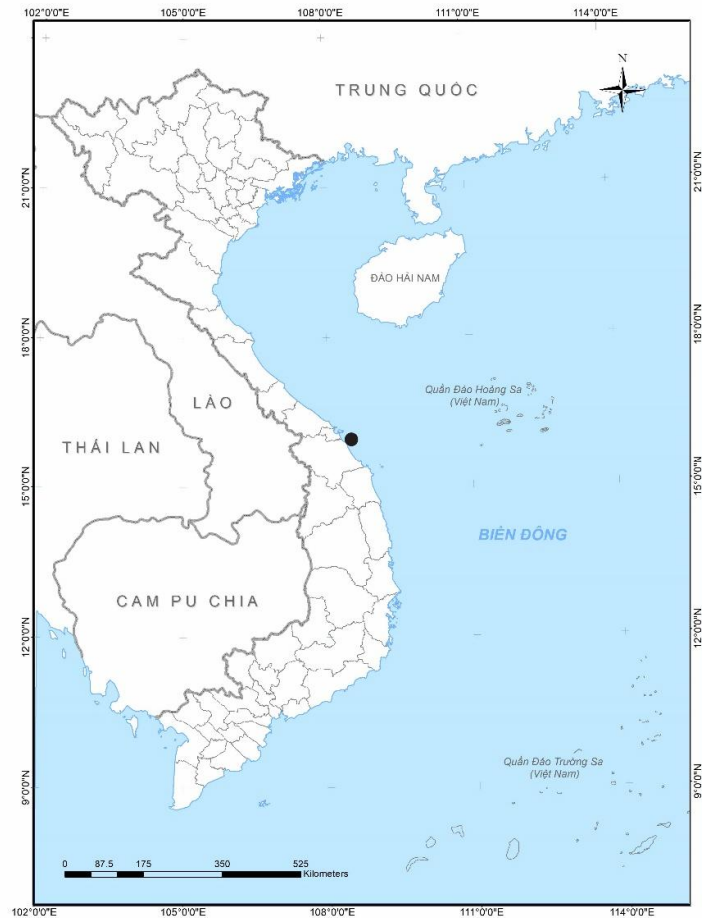 102°0'0"E 105°0'0"E 108°0'0"E 111°0'0"E 114°0'0"E
N
TRUNG QUỐC
21°0'0"N
21°0'0"N
ĐẢO HẢI NAM
18°0'0"N
18°0'0"N
Quần Đảo Hoàng Sa
(Việt Nam)
LÀO
THÁI LAN
15°0'0"N
15°0'0"N
BIỂN ĐÔNG
CAM PU CHIA
12°0'0"N
12°0'0"N
Quần Đảo Trường Sa
(Việt Nam)
9°0'0"N
9°0'0"N
0 87.5 175 350 525
Kilometers
102°0'0"E 105°0'0"E 108°0'0"E 111°0'0"E 114°0'0"E